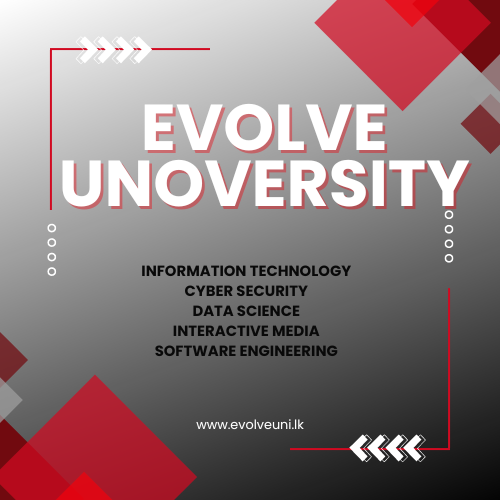 EVOLVE
UNOVERSITY
INFORMATION TECHNOLOGY
CYBER SECURITY
DATA SCIENCE
INTERACTIVE MEDIA
SOFTWARE ENGINEERING
www.evolveuni.lk